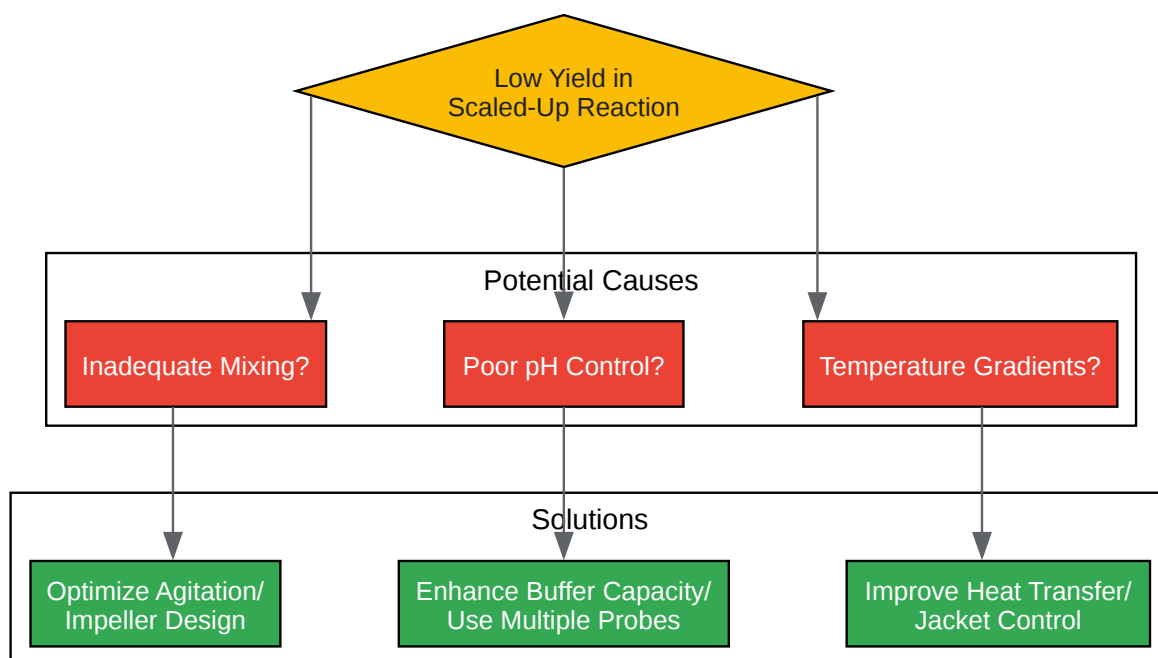 Low Yield in
Scaled-Up Reaction
Potential Causes
Inadequate Mixing?
Poor pH Control?
Temperature Gradients?
Solutions
Optimize Agitation/
Impeller Design
Enhance Buffer Capacity/
Use Multiple Probes
Improve Heat Transfer/
Jacket Control